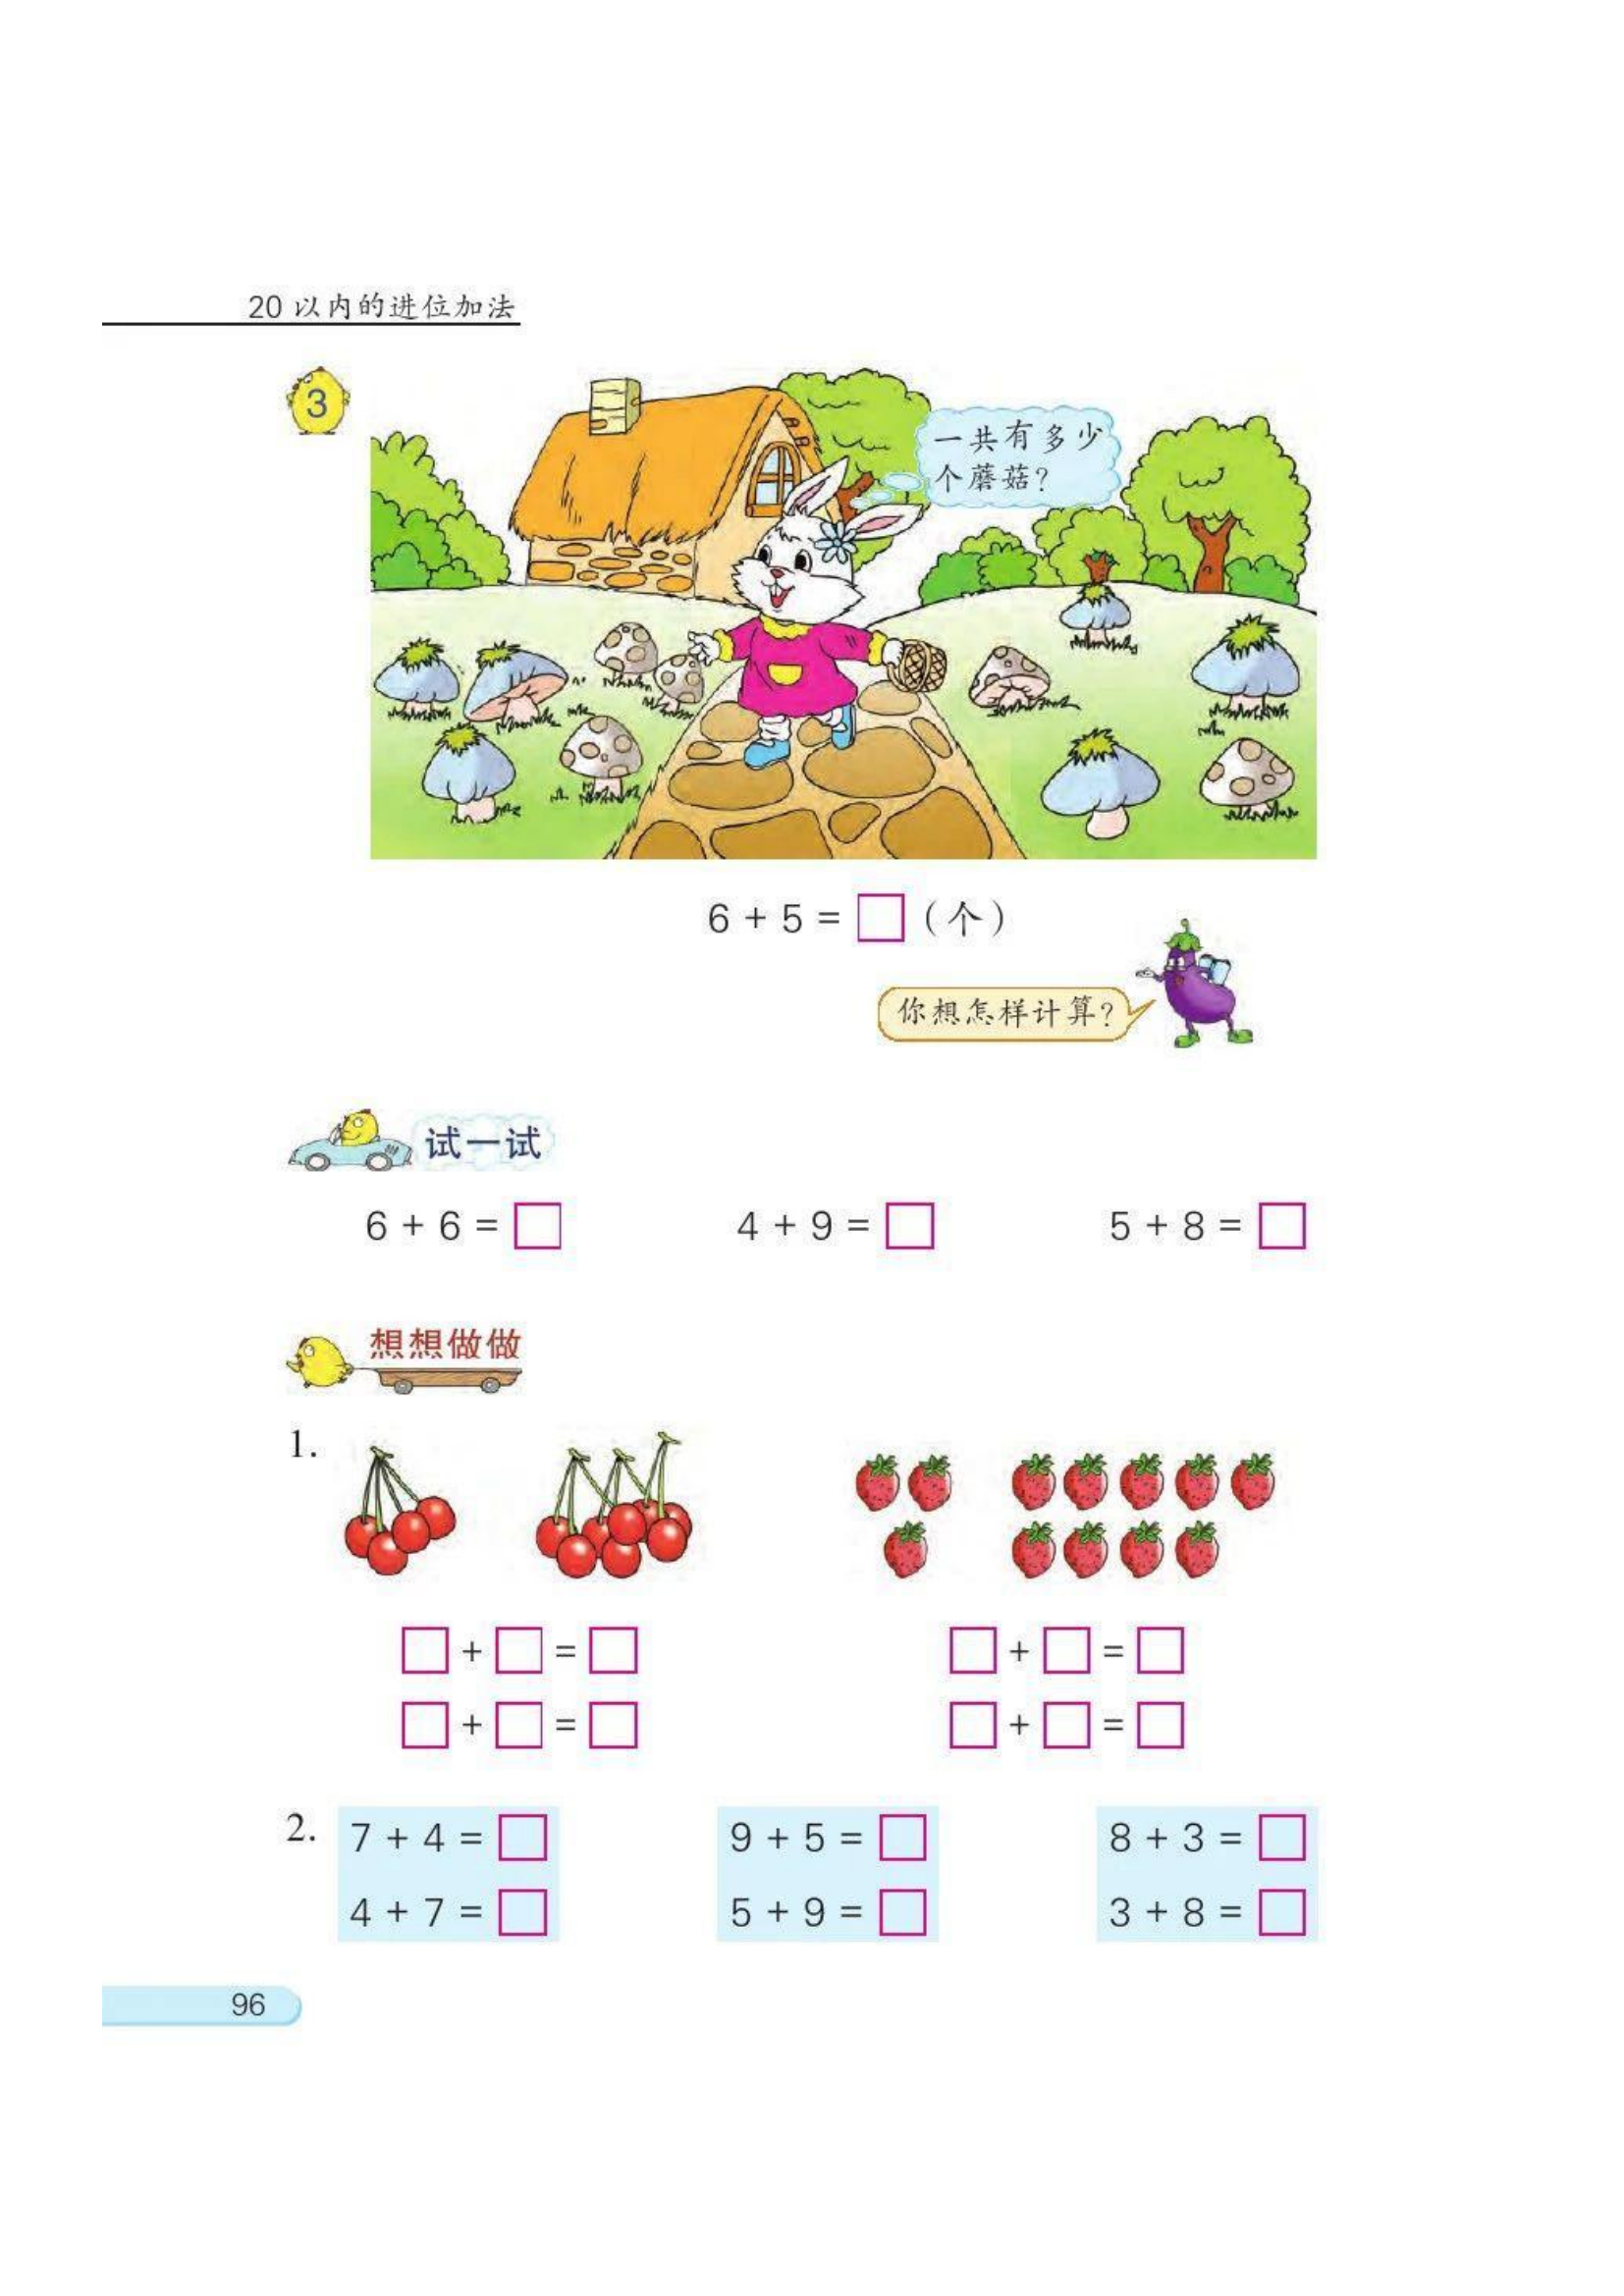 20 以内的进位加法
3
一共有多少
个蘑菇？
6 + 5 = □ （个）
你想怎样计算？
试一试
6 + 6 = □ 4 + 9 = □ 5 + 8 = □
想想做做
1.
□ + □ = □ □ + □ = □
□ + □ = □ □ + □ = □
2. 7 + 4 = □ 9 + 5 = □ 8 + 3 = □
4 + 7 = □ 5 + 9 = □ 3 + 8 = □
96